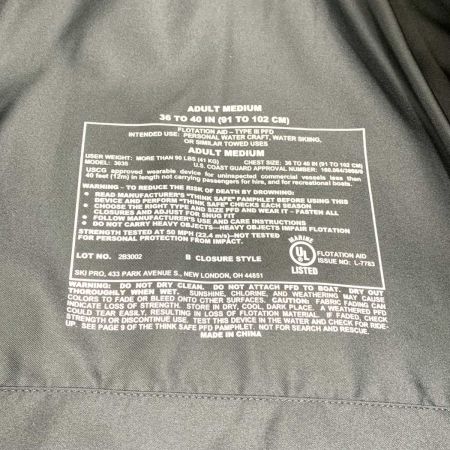 ADULT MEDIUM
36 TO 40 IN (91 TO 102 CM)
FLOTATION AID – TYPE III PFD
INTENDED USE: PERSONAL WATER CRAFT, WATER SKIING,
OR SIMILAR TOWED USES
ADULT MEDIUM
USER WEIGHT: MORE THAN 90 LBS (41 KG) CHEST SIZE: 36 TO 40 IN (91 TO 102 CM)
MODEL: 3635 U.S. COAST GUARD APPROVAL NUMBER
USCG approved wearable device for uninspected commercial vessels less than
40 feet (12m) in length not carrying passengers for hire, and for recreational boats.
WARNING – TO REDUCE THE RISK OF DEATH BY DROWNING:
• READ MANUFACTURER'S "THINK SAFE" PAMPHLET BEFORE USING THIS
DEVICE AND PERFORM "THINK SAFE" CHECKS EACH SEASON
• CHOOSE THE RIGHT TYPE AND SIZE PFD AND WEAR IT – FASTEN ALL
CLOSURES AND ADJUST FOR SNUG FIT
• FOLLOW MANUFACTURER'S USE AND CARE INSTRUCTIONS
• DO NOT CARRY HEAVY OBJECTS—HEAVY OBJECTS IMPAIR FLOTATION
STRENGTH TESTED AT 50 MPH (22.4 m/s)–NOT TESTED
FOR PERSONAL PROTECTION FROM IMPACT.
MARINE
UL
LISTED
FLOTATION AID
ISSUE NO.: L-7783
LOT NO. 2B3002 B CLOSURE STYLE
SKI PRO, 433 PARK AVENUE S., NEW LONDON, OH 44851
WARNING: DO NOT DRY CLEAN. DO NOT ATTACH PFD TO BOAT. DRY OUT
THOROUGHLY WHEN WET. SUNSHINE, CHLORINE, AND WEATHERING MAY CAUSE
COLORS TO FADE OR BLEED ONTO OTHER SURFACES. CAUTION: FABRIC FADING CAN
INDICATE LOSS OF STRENGTH. STORE IN DRY, COOL, DARK PLACE. A WEATHERED PFD
COULD TEAR EASILY, RESULTING IN LOSS OF FLOTATION MATERIAL. IF FADED, CHECK
STRENGTH OR DISCONTINUE USE. TEST THIS DEVICE IN THE WATER AND CHECK FOR RIDE-
UP. SEE PAGE 9 OF THE THINK SAFE PFD PAMPHLET. NOT FOR SEARCH AND RESCUE.
MADE IN CHINA